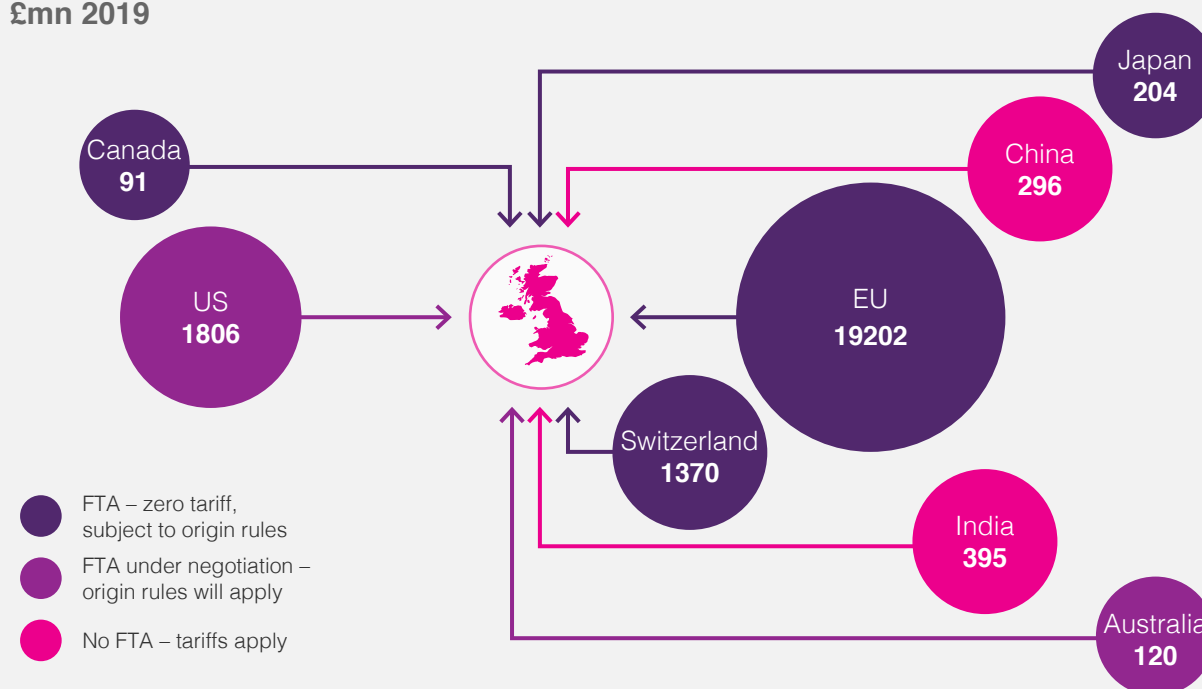 £mn 2019
Japan
204
Canada
91
China
296
US
1806
EU
19202
Switzerland
1370
India
395
Australia
120
FTA – zero tariff,
subject to origin rules
FTA under negotiation –
origin rules will apply
No FTA – tariffs apply